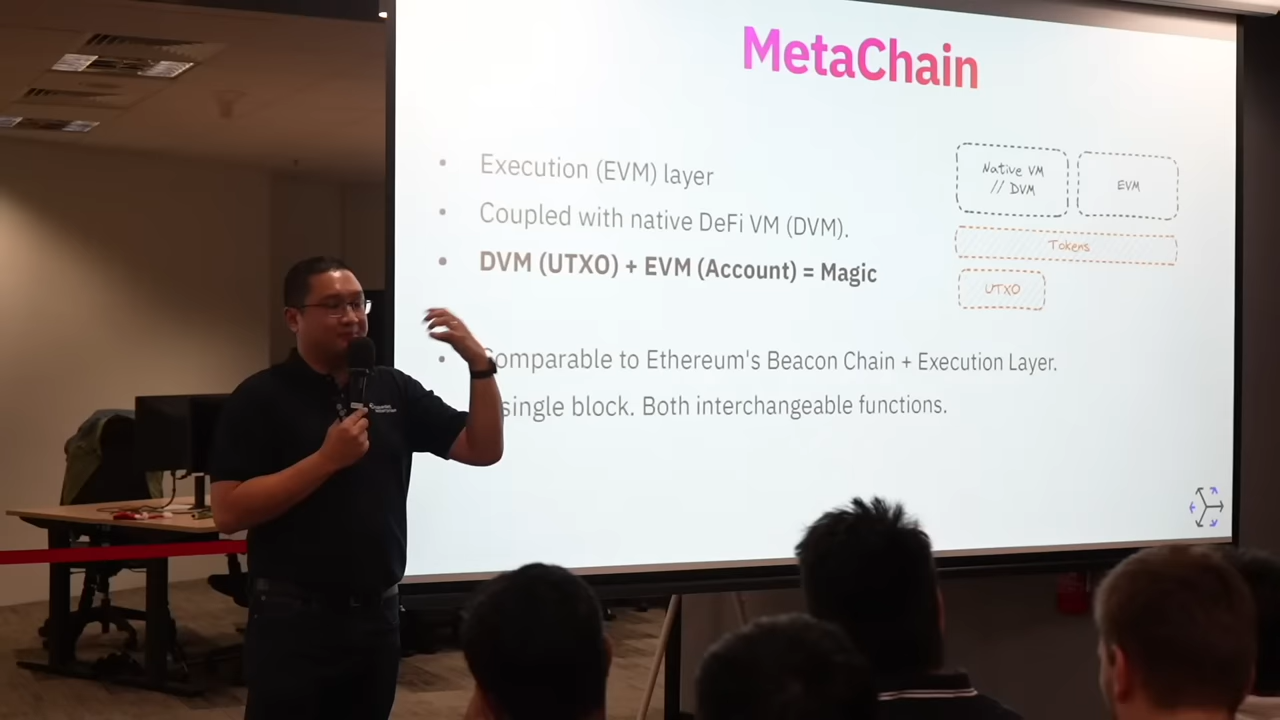 MetaChain
• Execution (EVM) layer
• Coupled with native DeFi VM (DVM).
• DVM (UTXO) + EVM (Account) = Magic
• Comparable to Ethereum's Beacon Chain + Execution Layer.
single block. Both interchangeable functions.
Native VM
// DVM
EVM
Tokens
UTXO